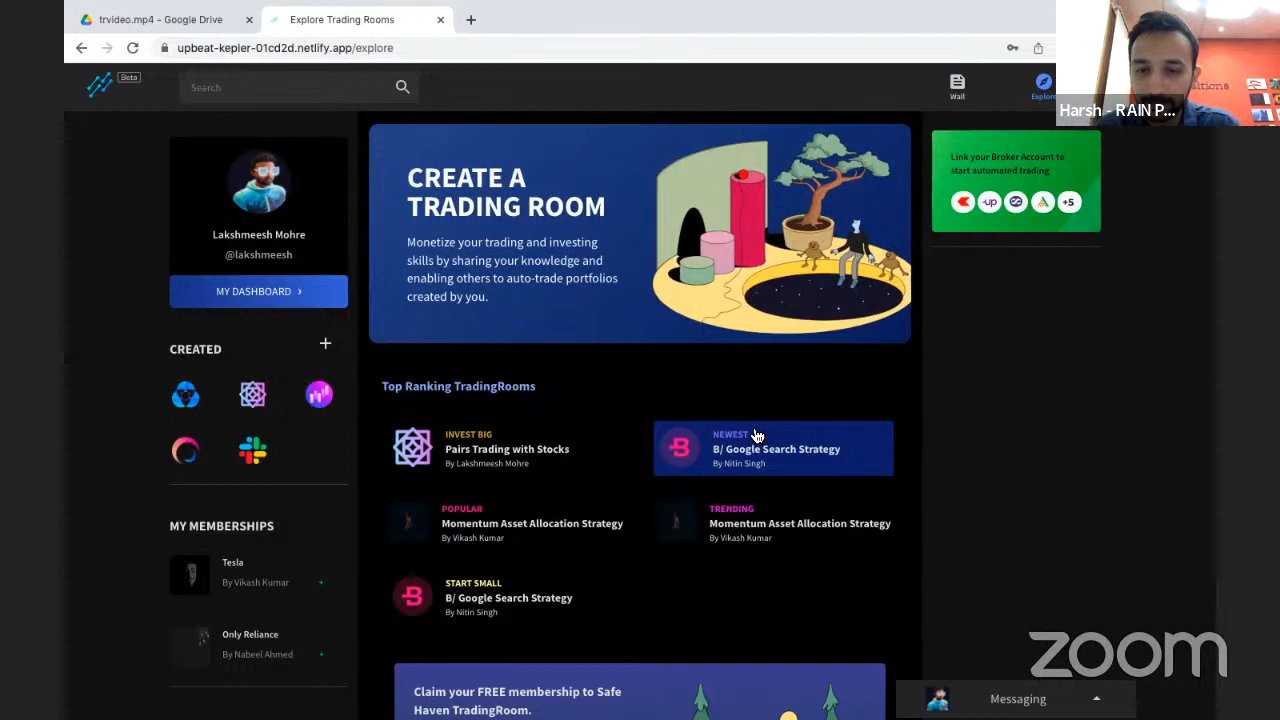 trvideo.mp4 - Google Drive
Explore Trading Rooms
upbeat-kepler-01cd2d.netlify.app/explore
Beta
Search
Wall
Explore
Harsh - RAIN P...
Lakshmeesh Mohre
@lakshmeesh
MY DASHBOARD
CREATED
MY MEMBERSHIPS
Tesla
By Vikash Kumar
Only Reliance
By Nabeel Ahmed
CREATE A
TRADING ROOM
Monetize your trading and investing
skills by sharing your knowledge and
enabling others to auto-trade portfolios
created by you.
Top Ranking TradingRooms
INVEST BIG
Pairs Trading with Stocks
By Lakshmeesh Mohre
NEWEST
B/ Google Search Strategy
By Nitin Singh
POPULAR
Momentum Asset Allocation Strategy
By Vikash Kumar
TRENDING
Momentum Asset Allocation Strategy
By Vikash Kumar
START SMALL
B/ Google Search Strategy
By Nitin Singh
Claim your FREE membership to Safe
Haven TradingRoom.
Link your Broker Account to
start automated trading
up
+5
zoom
Messaging